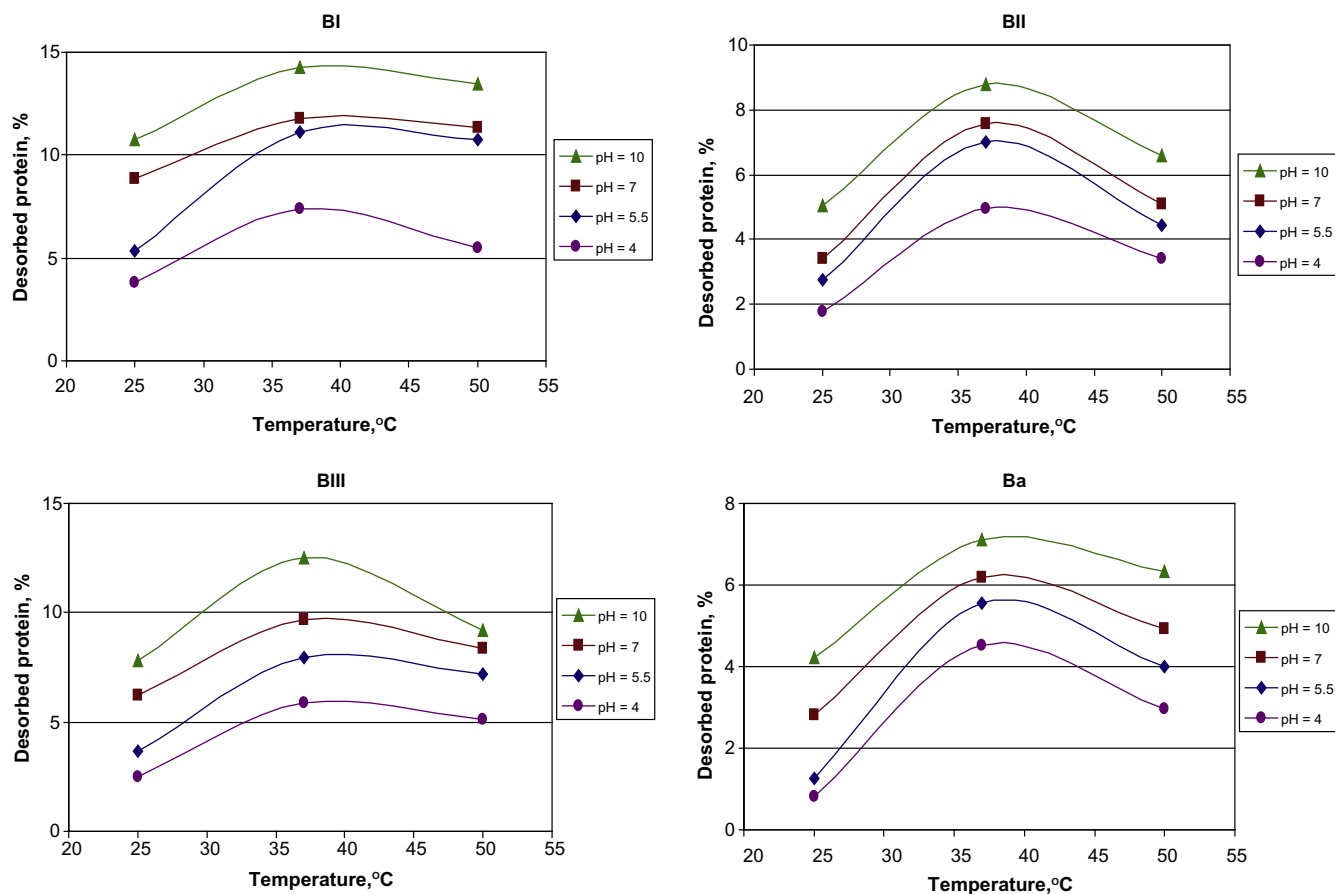 BI
Desorbed protein, %
15
10
5
0
20 25 30 35 40 45 50 55
Temperature,ºC
pH = 10
pH = 7
pH = 5.5
pH = 4
BII
Desorbed protein, %
10
8
6
4
2
0
20 25 30 35 40 45 50 55
Temperature,ºC
pH = 10
pH = 7
pH = 5.5
pH = 4
BIII
Desorbed protein, %
15
10
5
0
20 25 30 35 40 45 50 55
Temperature,ºC
pH = 10
pH = 7
pH = 5.5
pH = 4
Ba
Desorbed protein, %
8
6
4
2
0
20 25 30 35 40 45 50 55
Temperature,ºC
pH = 10
pH = 7
pH = 5.5
pH = 4